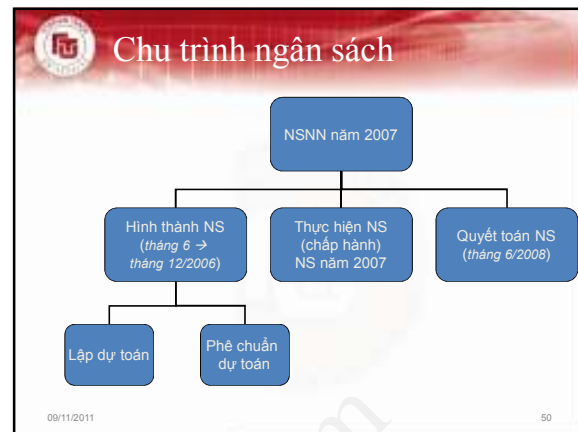 Chu trình ngân sách
NSNN năm 2007
Hình thành NS
(tháng 6 →
tháng 12/2006)
Thực hiện NS
(chấp hành)
NS năm 2007
Quyết toán NS
(tháng 6/2008)
Lập dự toán
Phê chuẩn
dự toán
09/11/2011
50